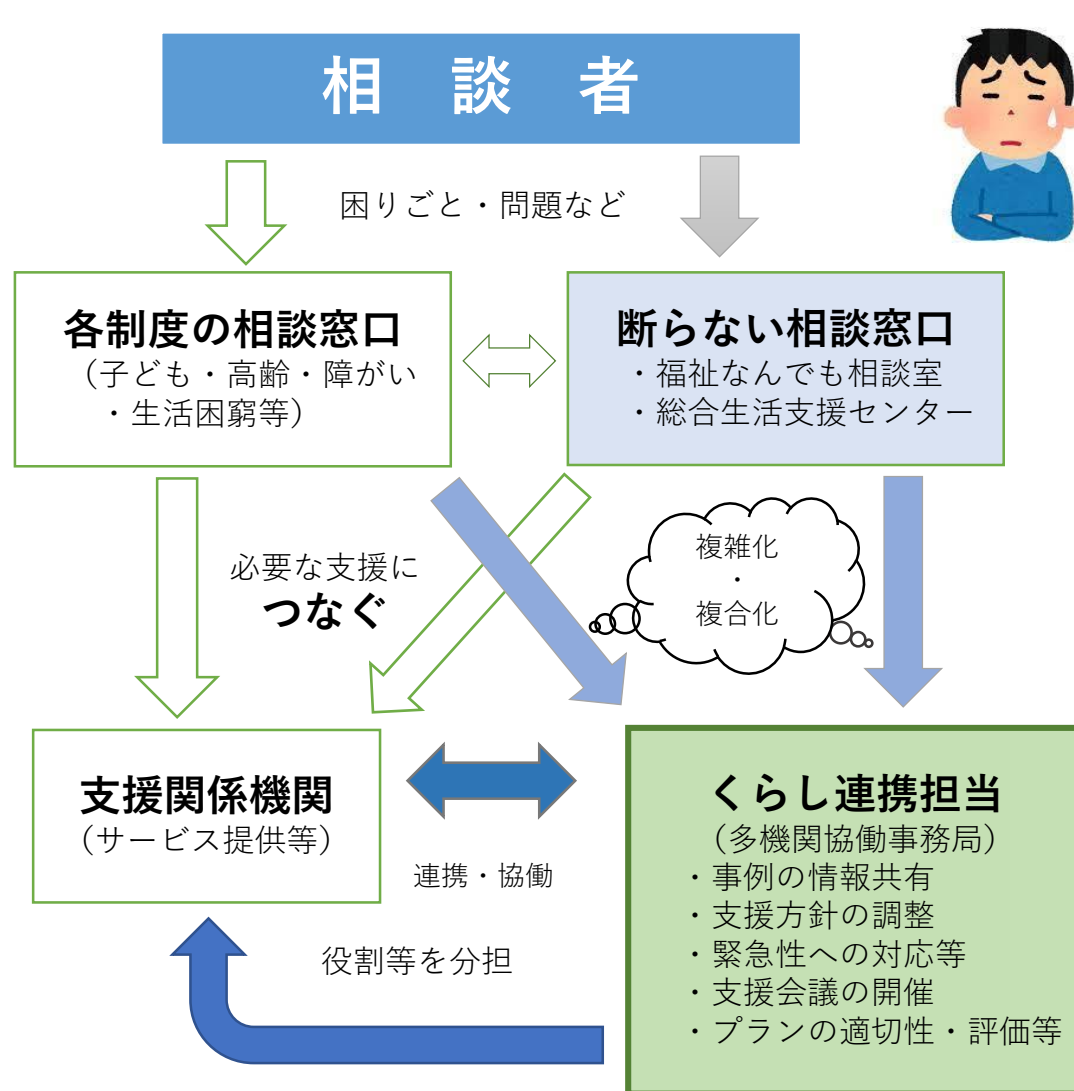 相 談 者
困りごと・問題など
各制度の相談窓口
（子ども・高齢・障がい
・生活困窮等）
断らない相談窓口
・福祉なんでも相談室
・総合生活支援センター
複雑化
・
複合化
必要な支援に
つなぐ
支援関係機関
（サービス提供等）
連携・協働
役割等を分担
くらし連携担当
（多機関協働事務局）
・事例の情報共有
・支援方針の調整
・緊急性への対応等
・支援会議の開催
・プランの適切性・評価等